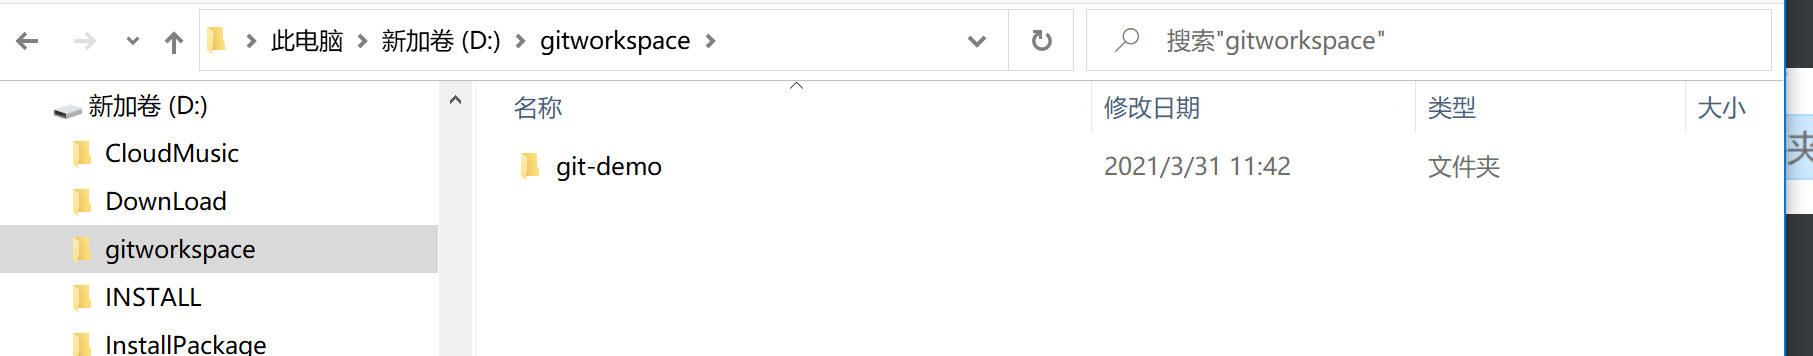 此电脑 新加卷 (D:) gitworkspace 搜索"gitworkspace"
新加卷 (D:)
CloudMusic
DownLoad
gitworkspace
INSTALL
InstallPackage
名称 修改日期 类型 大小
git-demo 2021/3/31 11:42 文件夹
夹